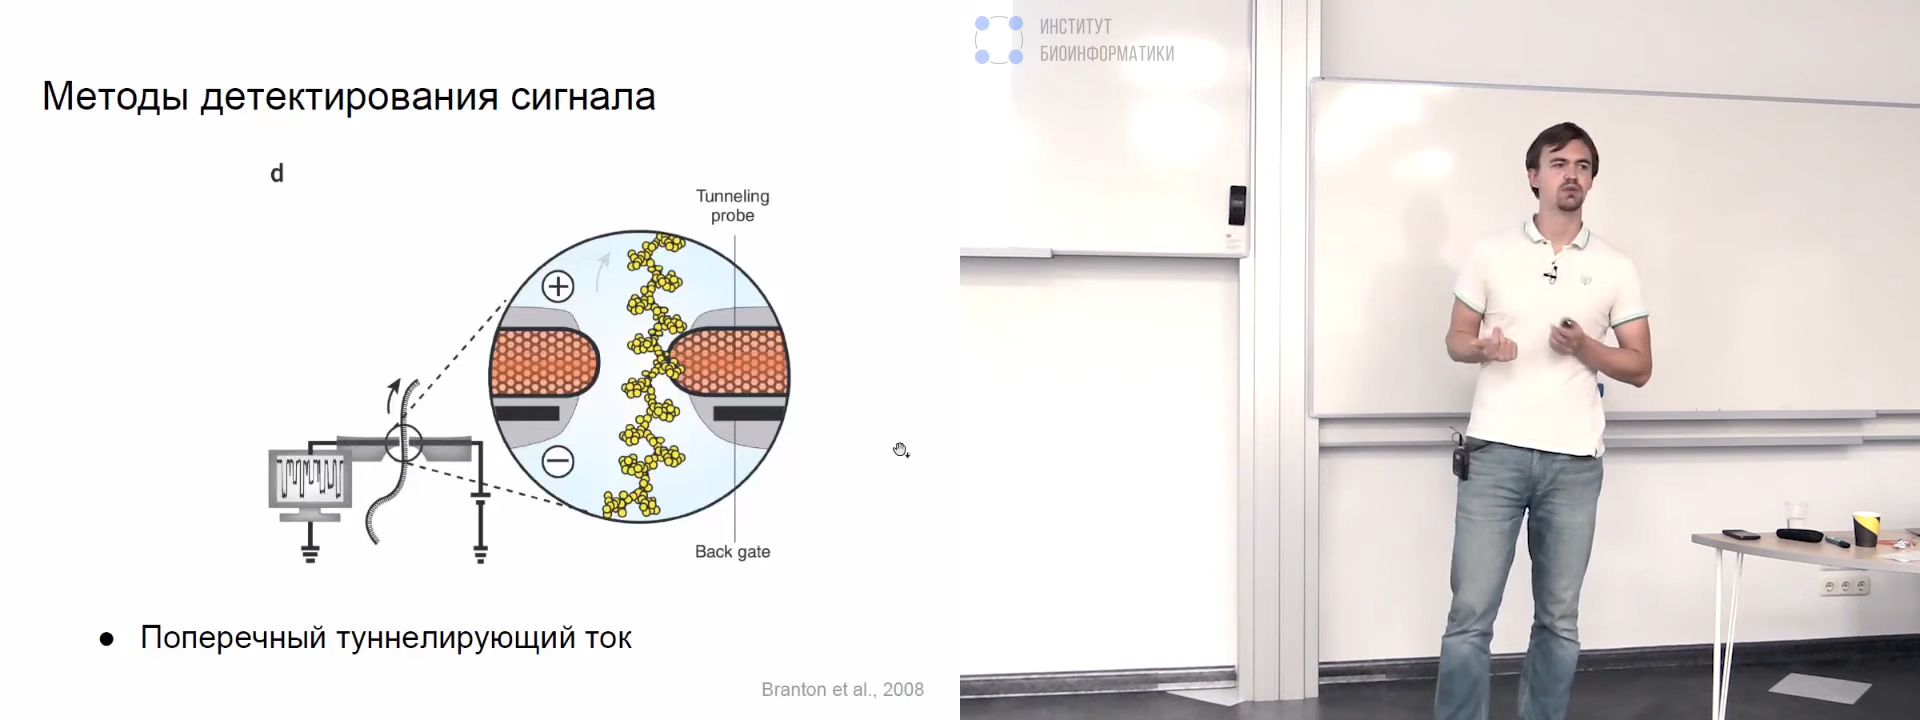 Методы детектирования сигнала
d
Tunneling
probe
Back gate
● Поперечный туннелирующий ток
Branton et al., 2008
ИНСТИТУТ
БИОИНФОРМАТИКИ